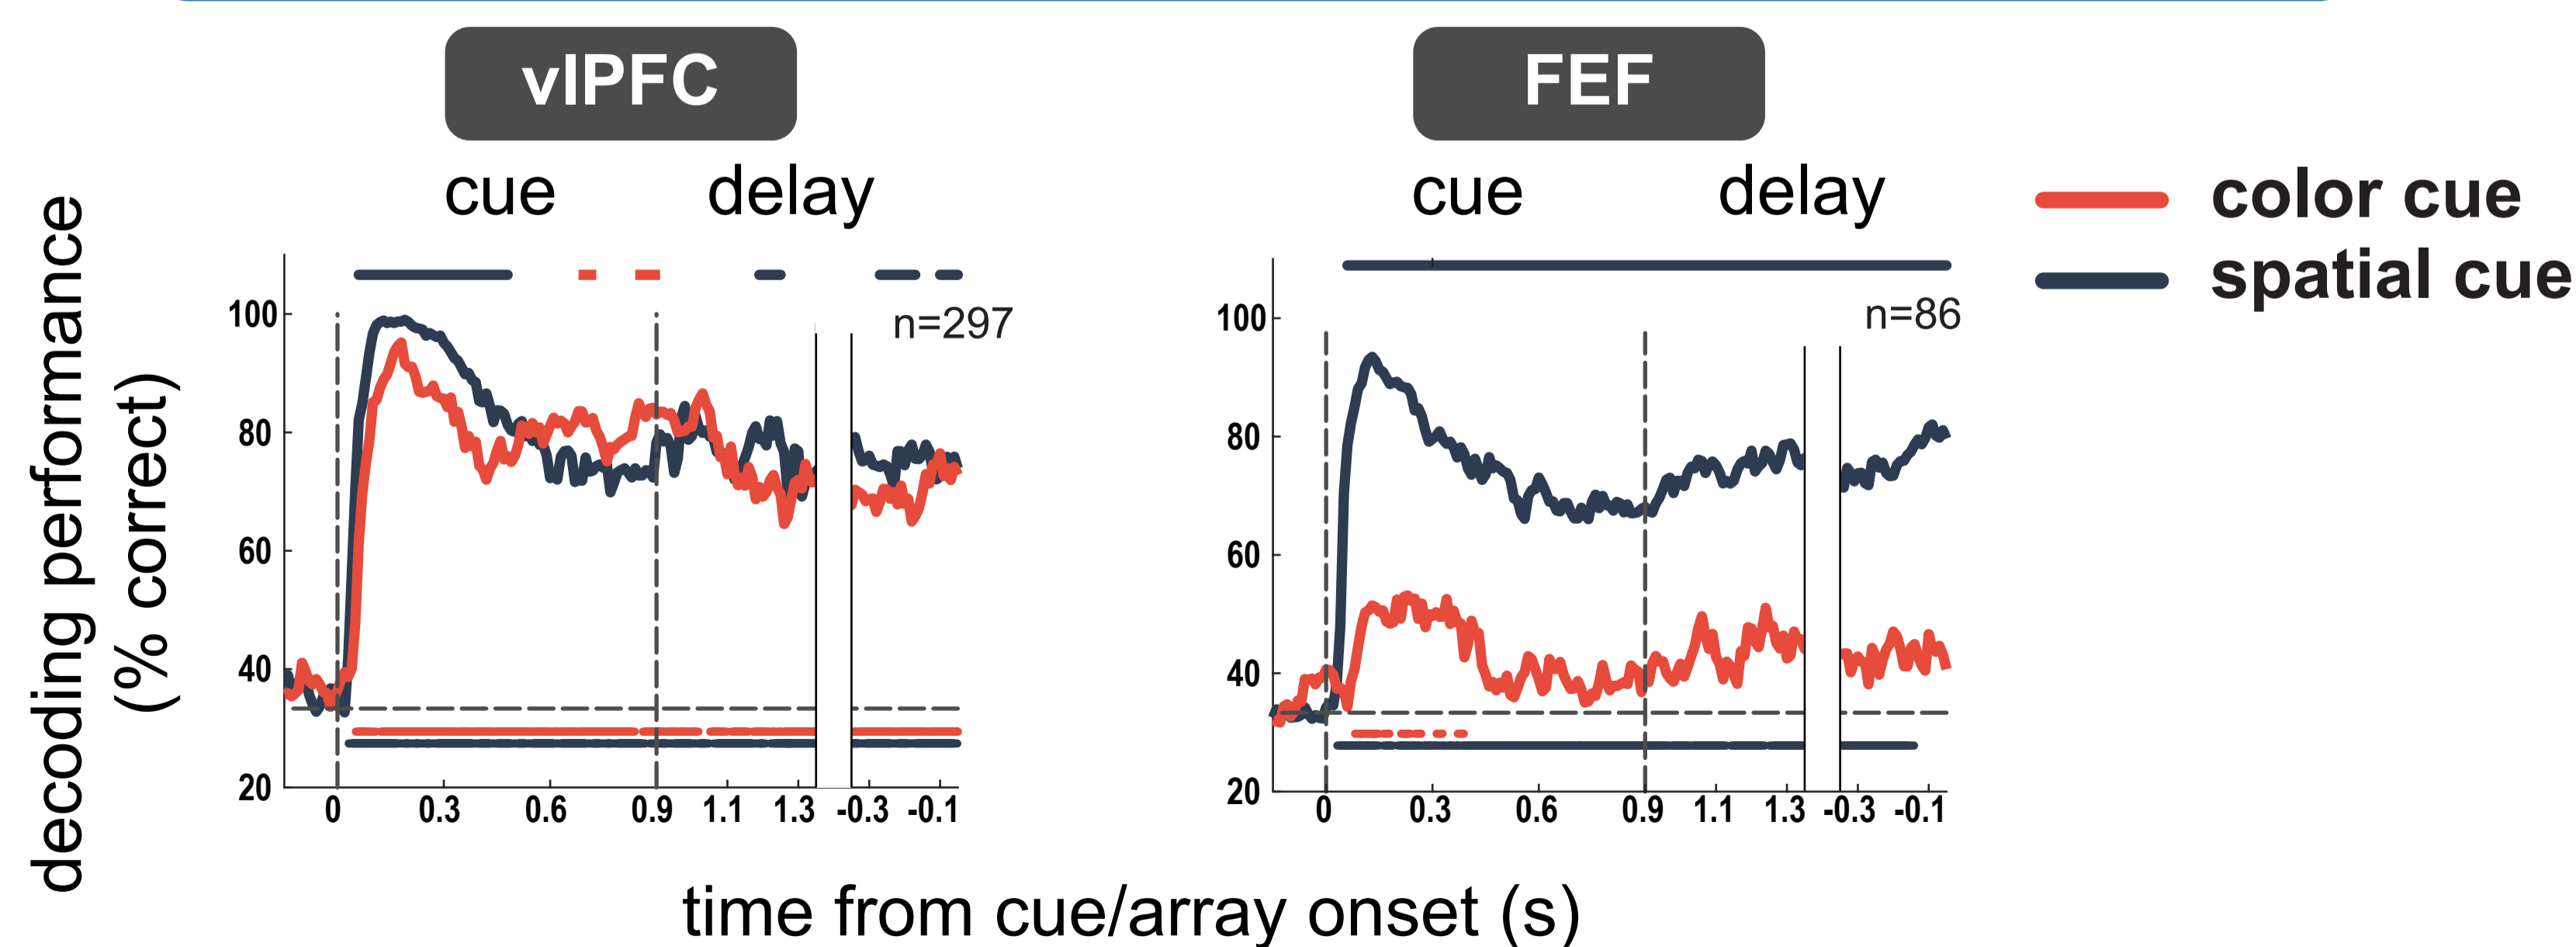 vlPFC
FEF
cue delay
cue delay
color cue
spatial cue
decoding performance
(% correct)
n=297
n=86
100
80
60
40
20
0 0.3 0.6 0.9 1.1 1.3 -0.3 -0.1
100
80
60
40
20
0 0.3 0.6 0.9 1.1 1.3 -0.3 -0.1
time from cue/array onset (s)